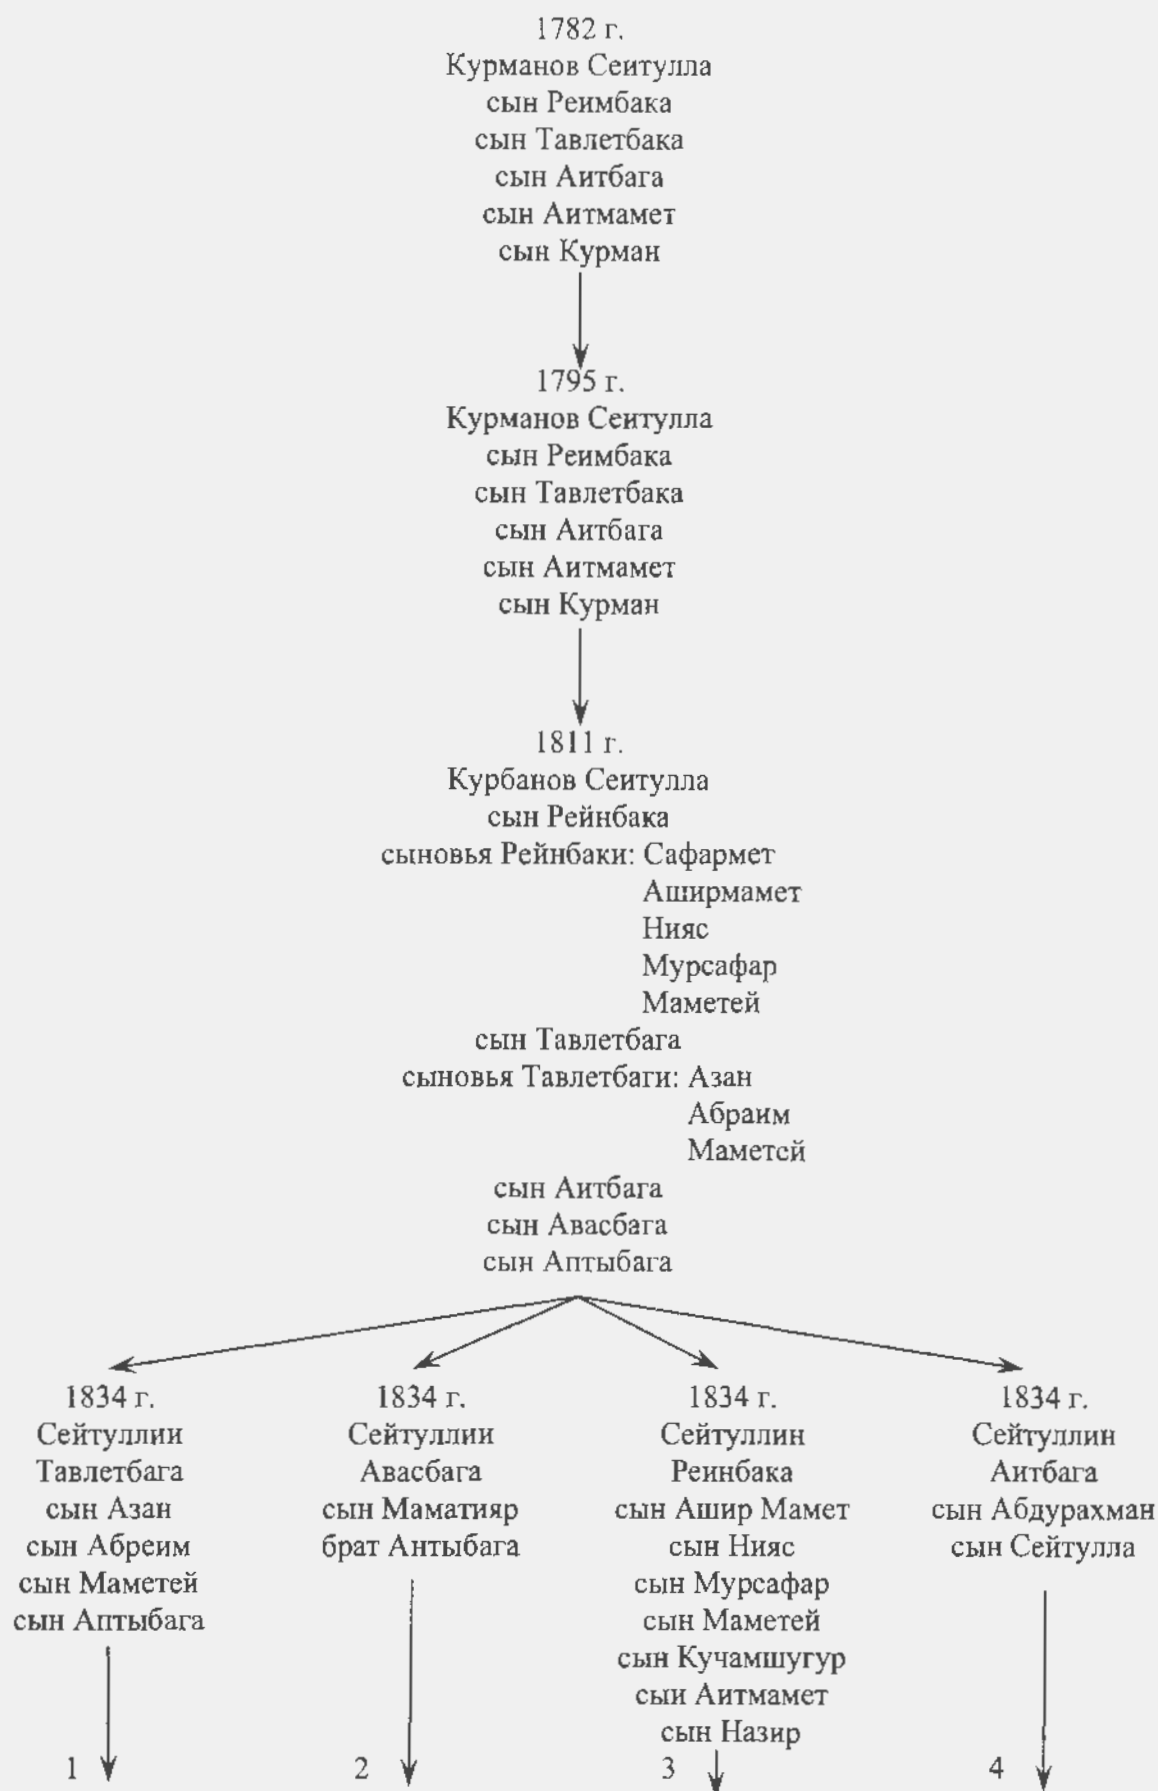 1782 г.
Курманов Сеитулла
сын Реимбака
сын Тавлетбака
сын Аитбага
сын Аитмамет
сын Курман
1795 г.
Курманов Сеитулла
сын Реимбака
сын Тавлетбака
сын Аитбага
сын Аитмамет
сын Курман
1811 г.
Курбанов Сеитулла
сын Рейнбака
сыновья Рейнбаки: Сафармет
Аширмамет
Нияс
Мурсафар
Маметей
сын Тавлетбага
сыновья Тавлетбаги: Азан
Абраим
Маметей
сын Аитбага
сын Авасбага
сын Аптыбага
1834 г.
Сейтуллии
Тавлетбага
сын Азан
сын Абреим
сын Маметей
сын Аптыбага
1
1834 г.
Сейтуллии
Авасбага
сын Маматияр
брат Антыбага
2
1834 г.
Сейтуллин
Реинбака
сын Ашир Мамет
сын Нияс
сын Мурсафар
сын Маметей
сын Кучамшугур
сыи Аитмамет
сын Назир
3
1834 г.
Сейтуллин
Аитбага
сын Абдурахман
сын Сейтулла
4